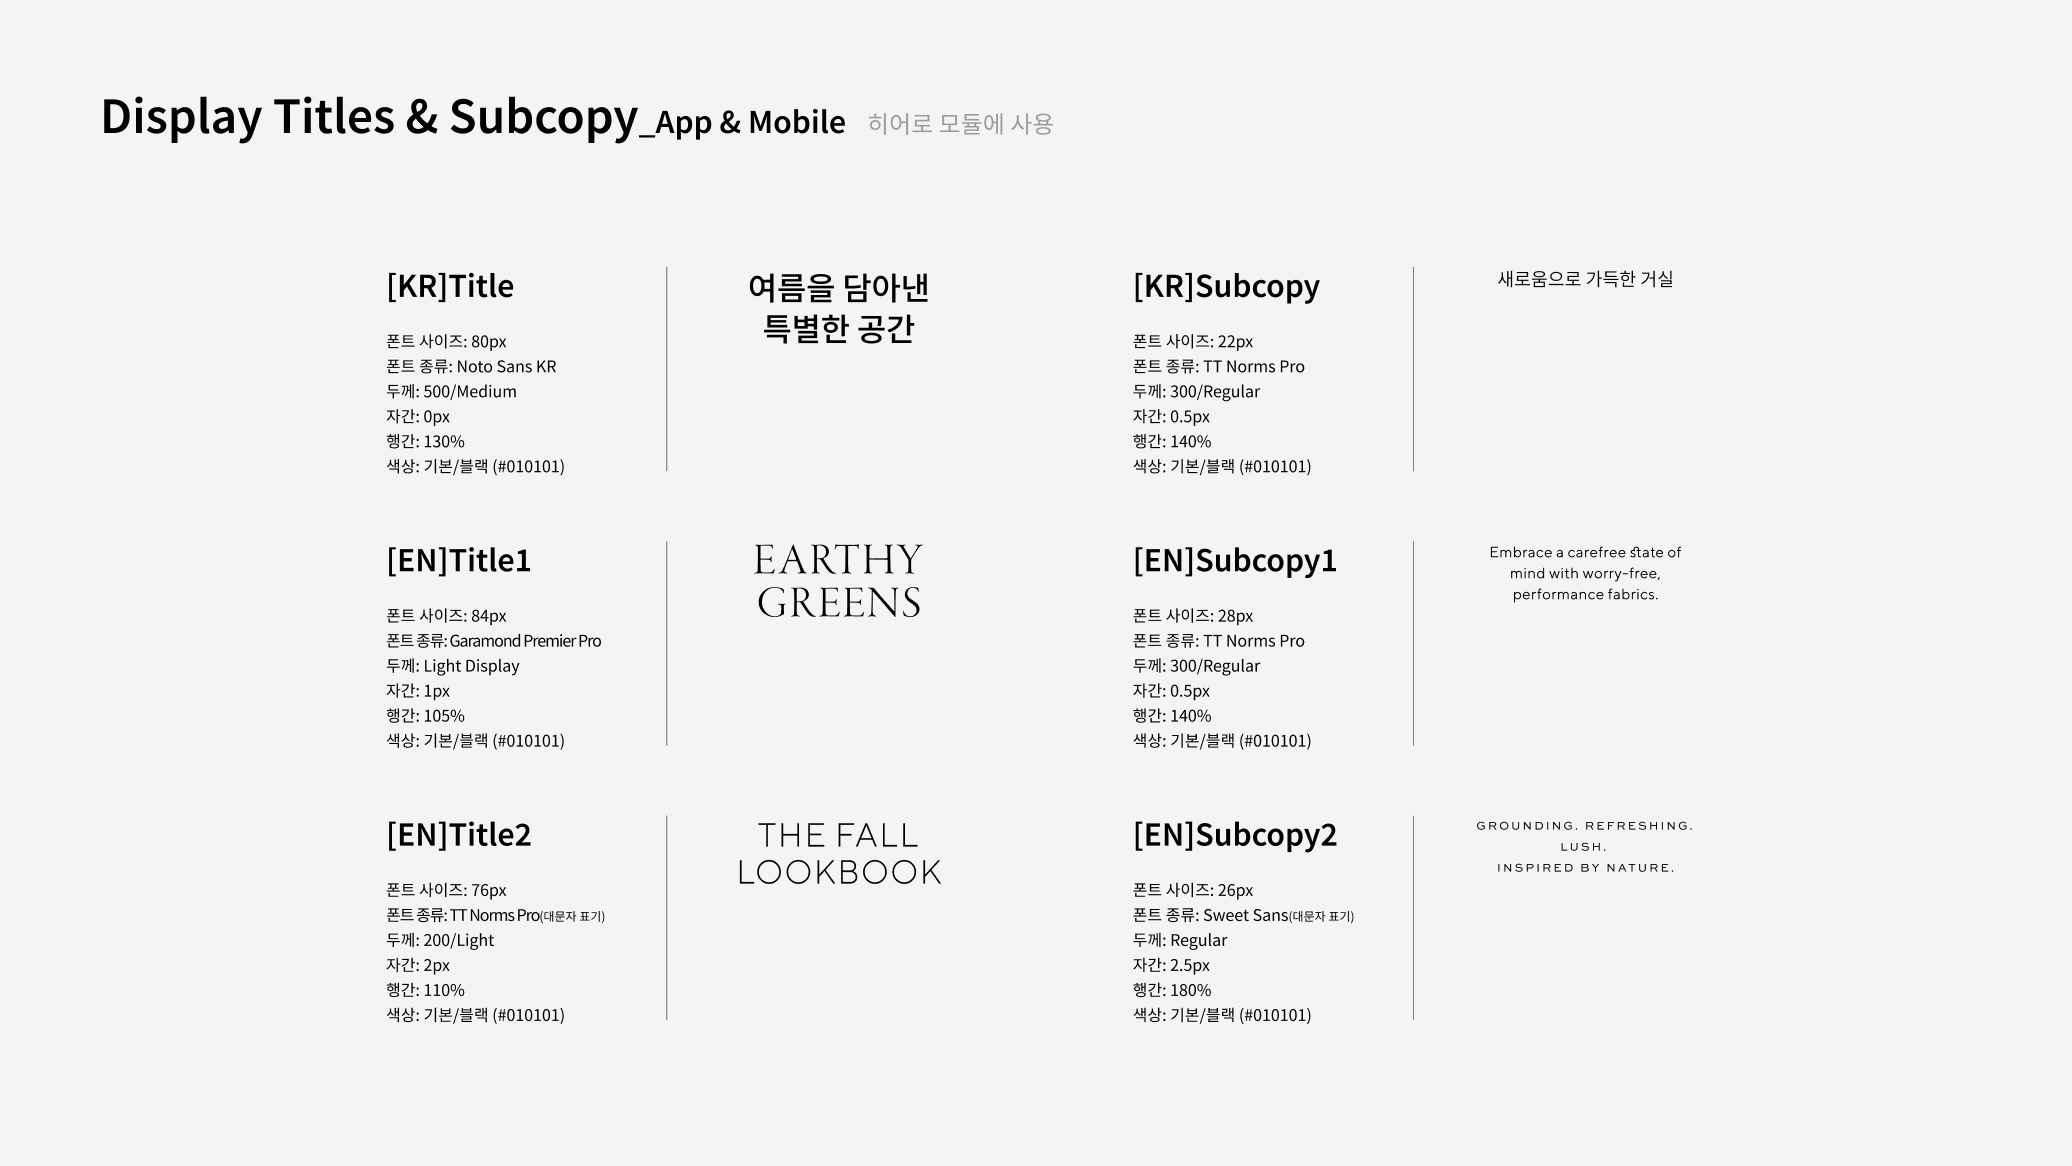 Display Titles & Subcopy_App & Mobile 히어로 모듈에 사용
[KR]Title
폰트 사이즈: 80px
폰트 종류: Noto Sans KR
두께: 500/Medium
자간: 0px
행간: 130%
색상: 기본/블랙 (#010101)
여름을 담아낸
특별한 공간
[KR]Subcopy
폰트 사이즈: 22px
폰트 종류: TT Norms Pro
두께: 300/Regular
자간: 0.5px
행간: 140%
색상: 기본/블랙 (#010101)
새로움으로 가득한 거실
[EN]Title1
폰트 사이즈: 84px
폰트 종류: Garamond Premier Pro
두께: Light Display
자간: 1px
행간: 105%
색상: 기본/블랙 (#010101)
EARTHY
GREENS
[EN]Subcopy1
폰트 사이즈: 28px
폰트 종류: TT Norms Pro
두께: 300/Regular
자간: 0.5px
행간: 140%
색상: 기본/블랙 (#010101)
Embrace a carefree state of
mind with worry-free,
performance fabrics.
[EN]Title2
폰트 사이즈: 76px
폰트 종류: TT Norms Pro(대문자 표기)
두께: 200/Light
자간: 2px
행간: 110%
색상: 기본/블랙 (#010101)
THE FALL
LOOKBOOK
[EN]Subcopy2
폰트 사이즈: 26px
폰트 종류: Sweet Sans(대문자 표기)
두께: Regular
자간: 2.5px
행간: 180%
색상: 기본/블랙 (#010101)
GROUNDING. REFRESHING.
LUSH.
INSPIRED BY NATURE.